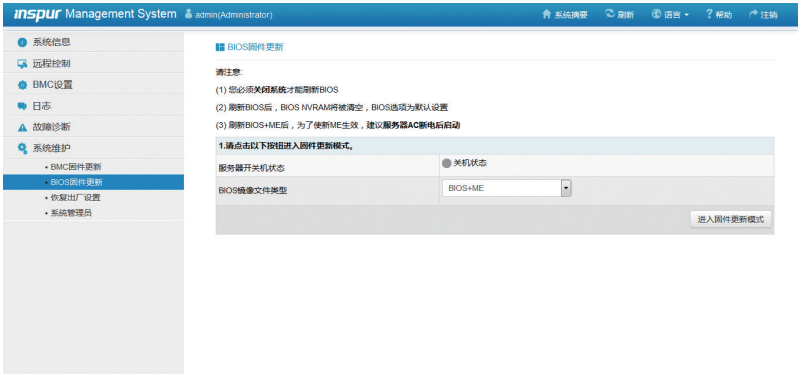 inspur Management System admin(Administrator) 系统摘要 刷新 语言 帮助 注销
系统信息
远程控制
BMC设置
日志
故障诊断
系统维护
BMC固件更新
BIOS固件更新
恢复出厂设置
系统管理员
BIOS固件更新
请注意:
(1) 您必须关闭系统才能刷新BIOS
(2) 刷新BIOS后，BIOS NVRAM将被清空，BIOS选项为默认设置
(3) 刷新BIOS+ME后，为了使新ME生效，建议服务器AC断电后启动
1.请点击以下按钮进入固件更新模式。
服务器开关机状态 关机状态
BIOS镜像文件类型 BIOS+ME
进入固件更新模式